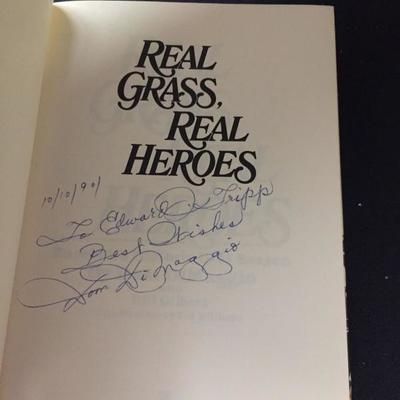 REAL
GRASS,
REAL
HEROES
10/10/90/
To Edward J. Tripp
Best Wishes
Dom DiMaggio